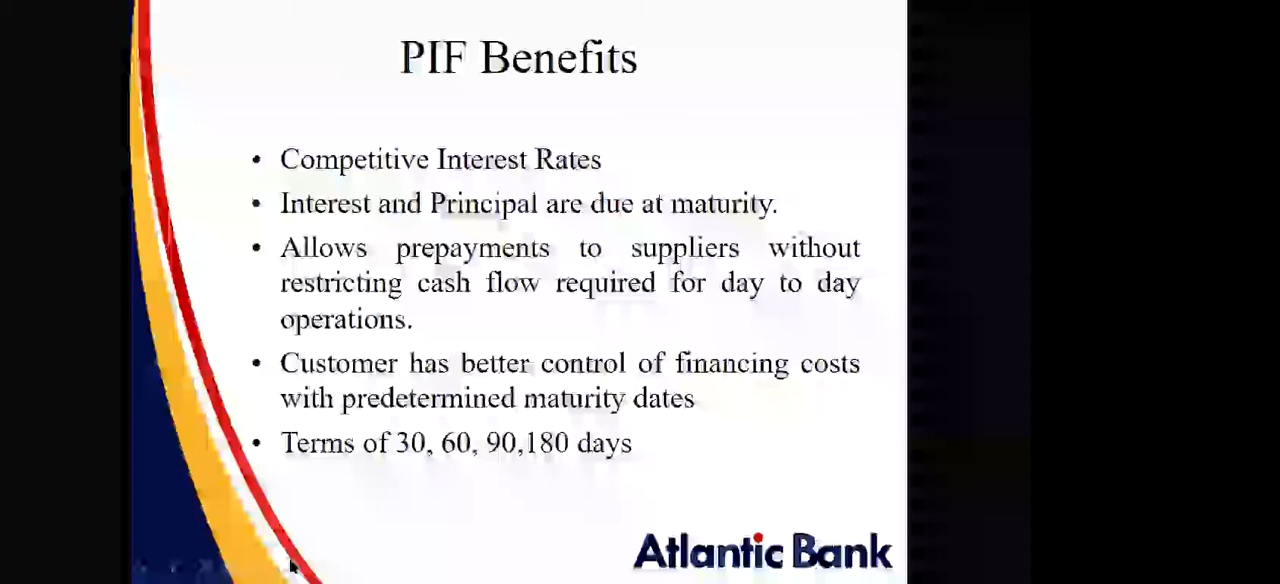 PIF Benefits
• Competitive Interest Rates
• Interest and Principal are due at maturity.
• Allows prepayments to suppliers without
restricting cash flow required for day to day
operations.
• Customer has better control of financing costs
with predetermined maturity dates
• Terms of 30, 60, 90,180 days
Atlantic Bank